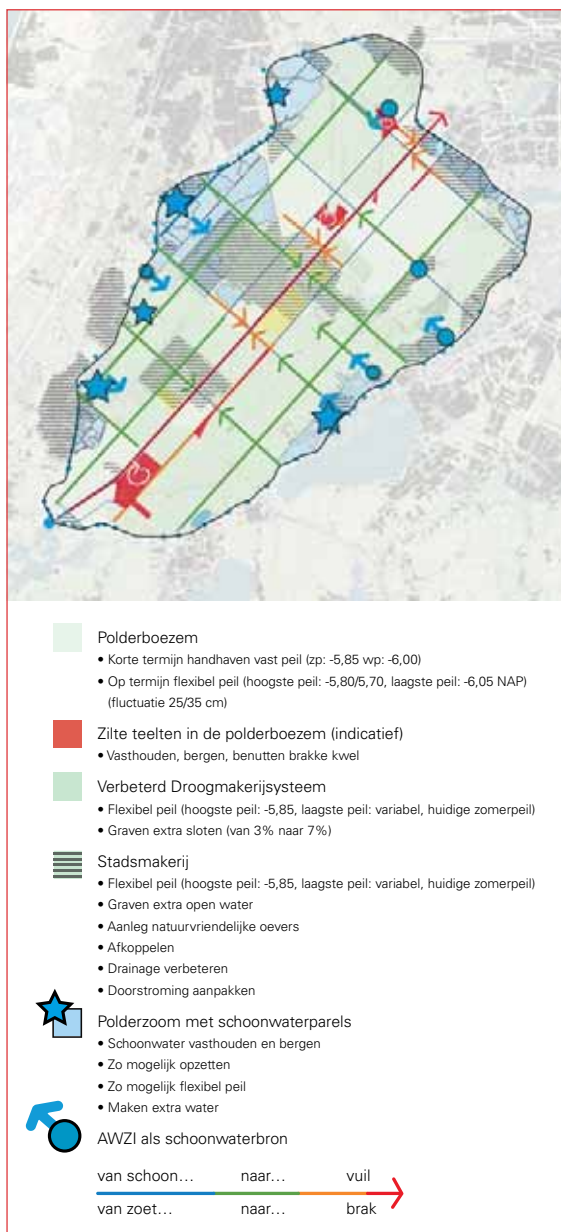 Polderboezem
• Korte termijn handhaven vast peil (zp: -5,85 wp: -6,00)
• Op termijn flexibel peil (hoogste peil: -5,80/5,70, laagste peil: -6,05 NAP)
(fluctuatie 25/35 cm)
Zilte teelten in de polderboezem (indicatief)
• Vasthouden, bergen, benutten brakke kwel
Verbeterd Droogmakerijsysteem
• Flexibel peil (hoogste peil: -5,85, laagste peil: variabel, huidige zomerpeil)
• Graven extra sloten (van 3% naar 7%)
Stadsmakerij
• Flexibel peil (hoogste peil: -5,85, laagste peil: variabel, huidige zomerpeil)
• Graven extra open water
• Aanleg natuurvriendelijke oevers
• Afkoppelen
• Drainage verbeteren
• Doorstroming aanpakken
Polderzoom met schoonwaterparels
• Schoonwater vasthouden en bergen
• Zo mogelijk opzetten
• Zo mogelijk flexibel peil
• Maken extra water
AWZI als schoonwaterbron
van schoon... naar... vuil
van zoet... naar... brak